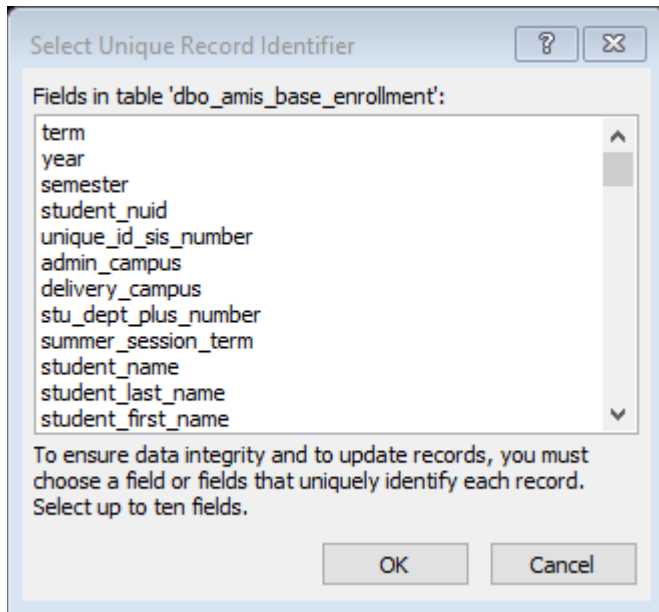 Select Unique Record Identifier
Fields in table 'dbo_amis_base_enrollment':
term
year
semester
student_nuid
unique_id_sis_number
admin_campus
delivery_campus
stu_dept_plus_number
summer_session_term
student_name
student_last_name
student_first_name
To ensure data integrity and to update records, you must
choose a field or fields that uniquely identify each record.
Select up to ten fields.
OK Cancel